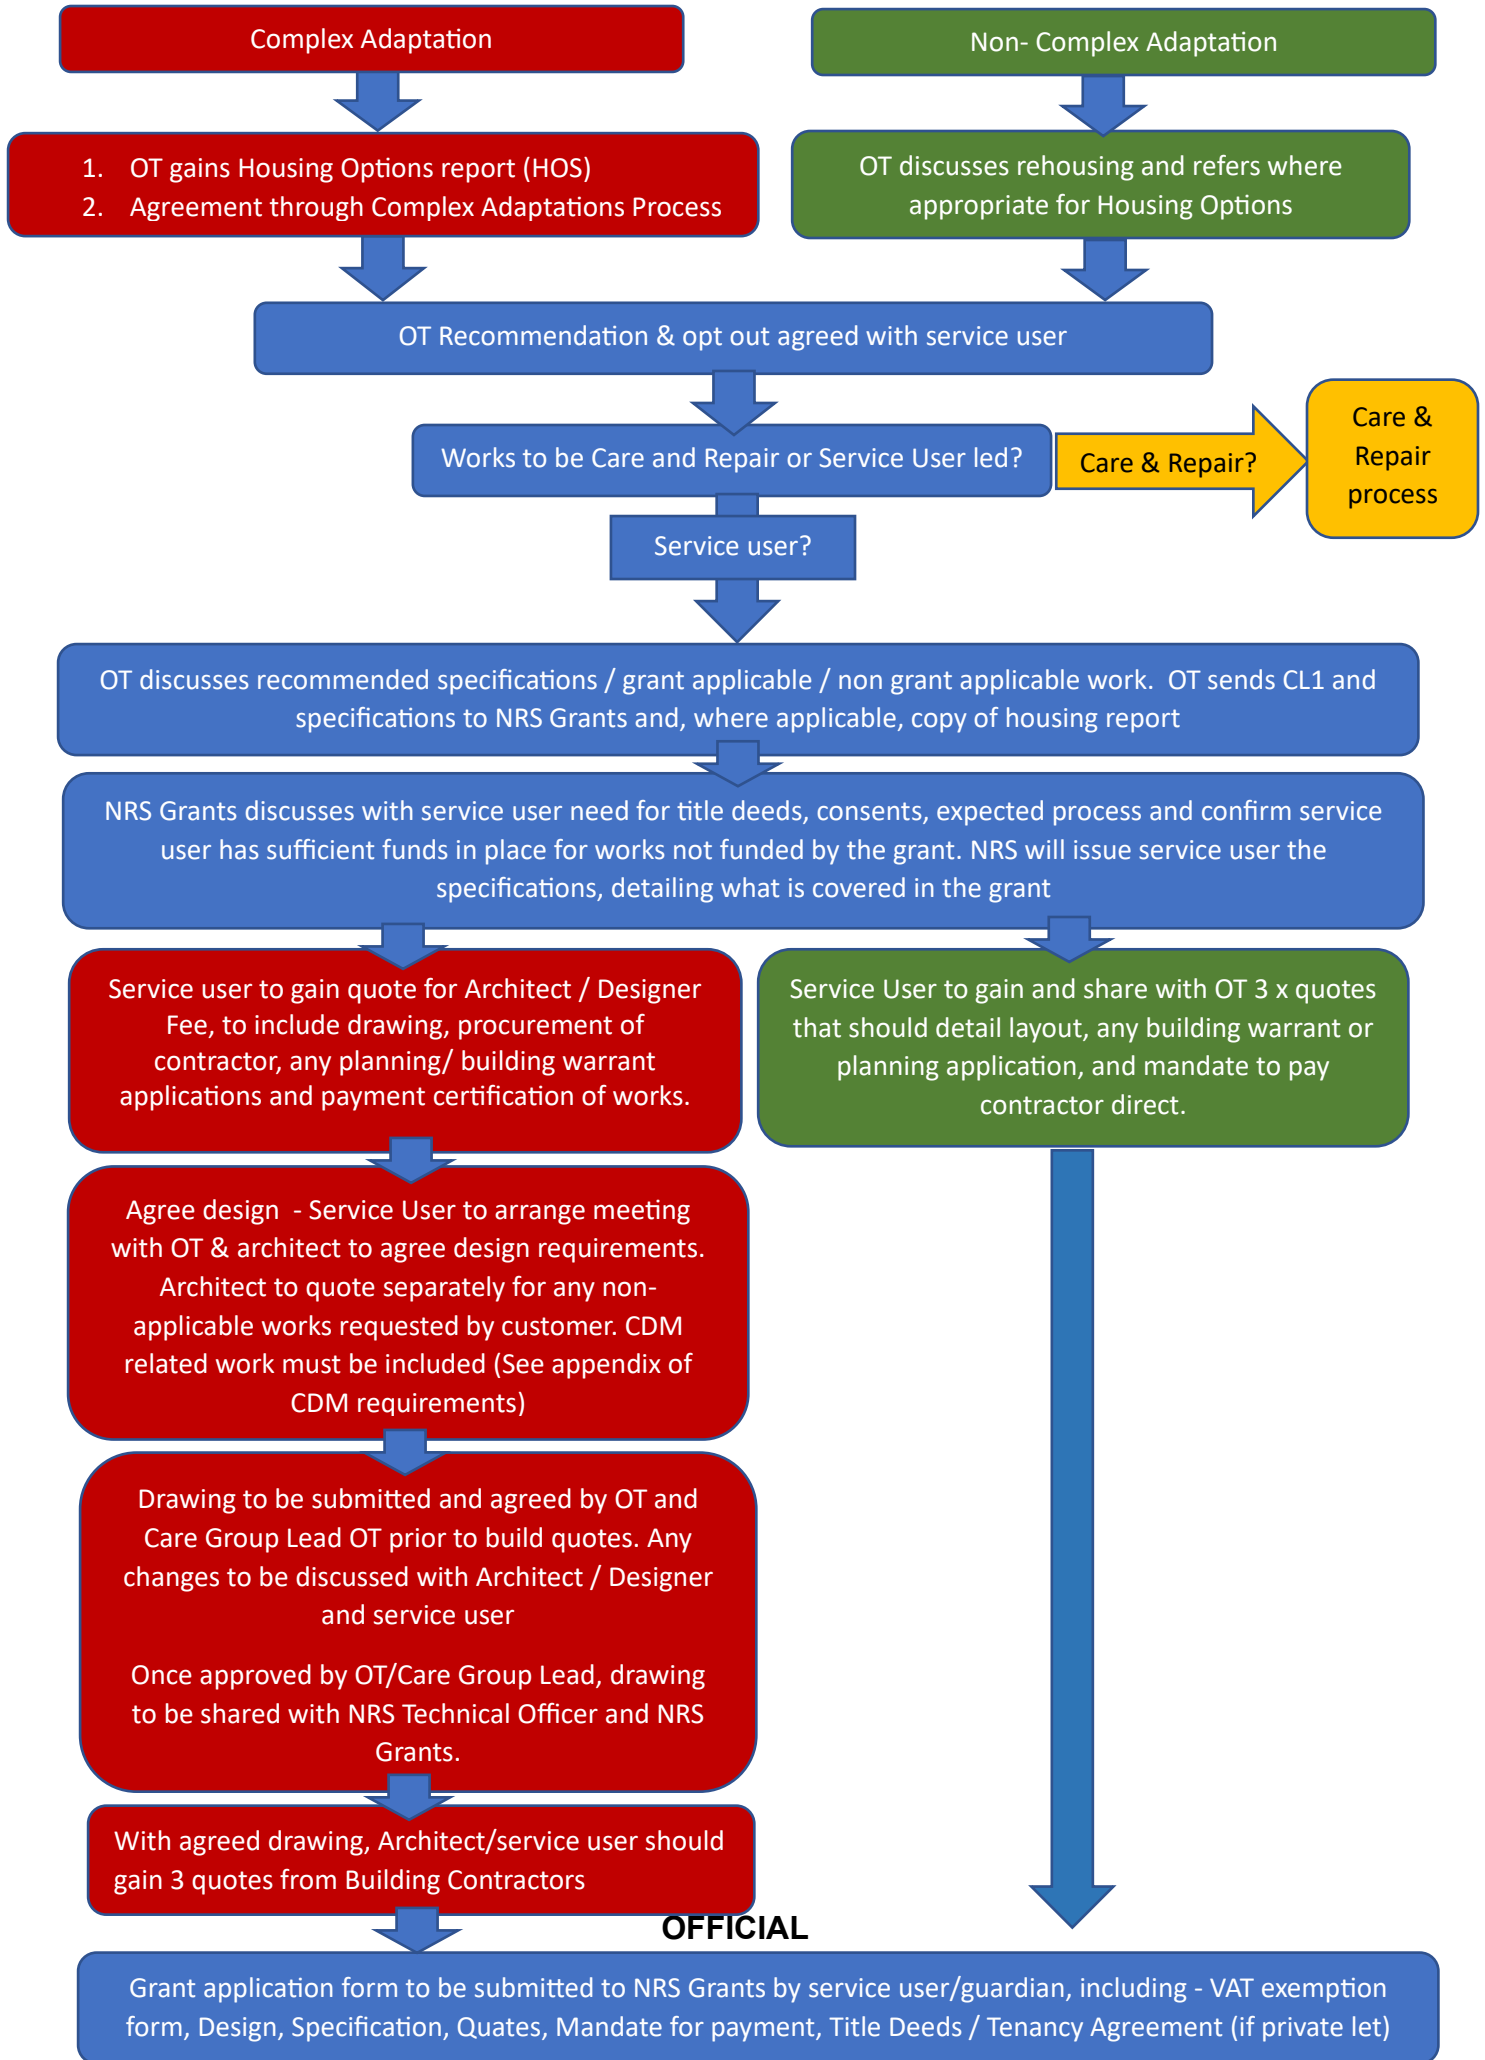 Complex Adaptation
Non- Complex Adaptation
1. OT gains Housing Options report (HOS)
2. Agreement through Complex Adaptations Process
OT discusses rehousing and refers where
appropriate for Housing Options
OT Recommendation & opt out agreed with service user
Works to be Care and Repair or Service User led?
Care & Repair?
Care &
Repair
process
Service user?
OT discusses recommended specifications / grant applicable / non grant applicable work.  OT sends CL1 and
specifications to NRS Grants and, where applicable, copy of housing report
NRS Grants discusses with service user need for title deeds, consents, expected process and confirm service
user has sufficient funds in place for works not funded by the grant. NRS will issue service user the
specifications, detailing what is covered in the grant
Service user to gain quote for Architect / Designer
Fee, to include drawing, procurement of
contractor, any planning/ building warrant
applications and payment certification of works.
Service User to gain and share with OT 3 x quotes
that should detail layout, any building warrant or
planning application, and mandate to pay
contractor direct.
Agree design  - Service User to arrange meeting
with OT & architect to agree design requirements.
Architect to quote separately for any non-
applicable works requested by customer. CDM
related work must be included (See appendix of
CDM requirements)
Drawing to be submitted and agreed by OT and
Care Group Lead OT prior to build quotes. Any
changes to be discussed with Architect / Designer
and service user
Once approved by OT/Care Group Lead, drawing
to be shared with NRS Technical Officer and NRS
Grants.
With agreed drawing, Architect/service user should
gain 3 quotes from Building Contractors
OFFICIAL
Grant application form to be submitted to NRS Grants by service user/guardian, including - VAT exemption
form, Design, Specification, Quates, Mandate for payment, Title Deeds / Tenancy Agreement (if private let)